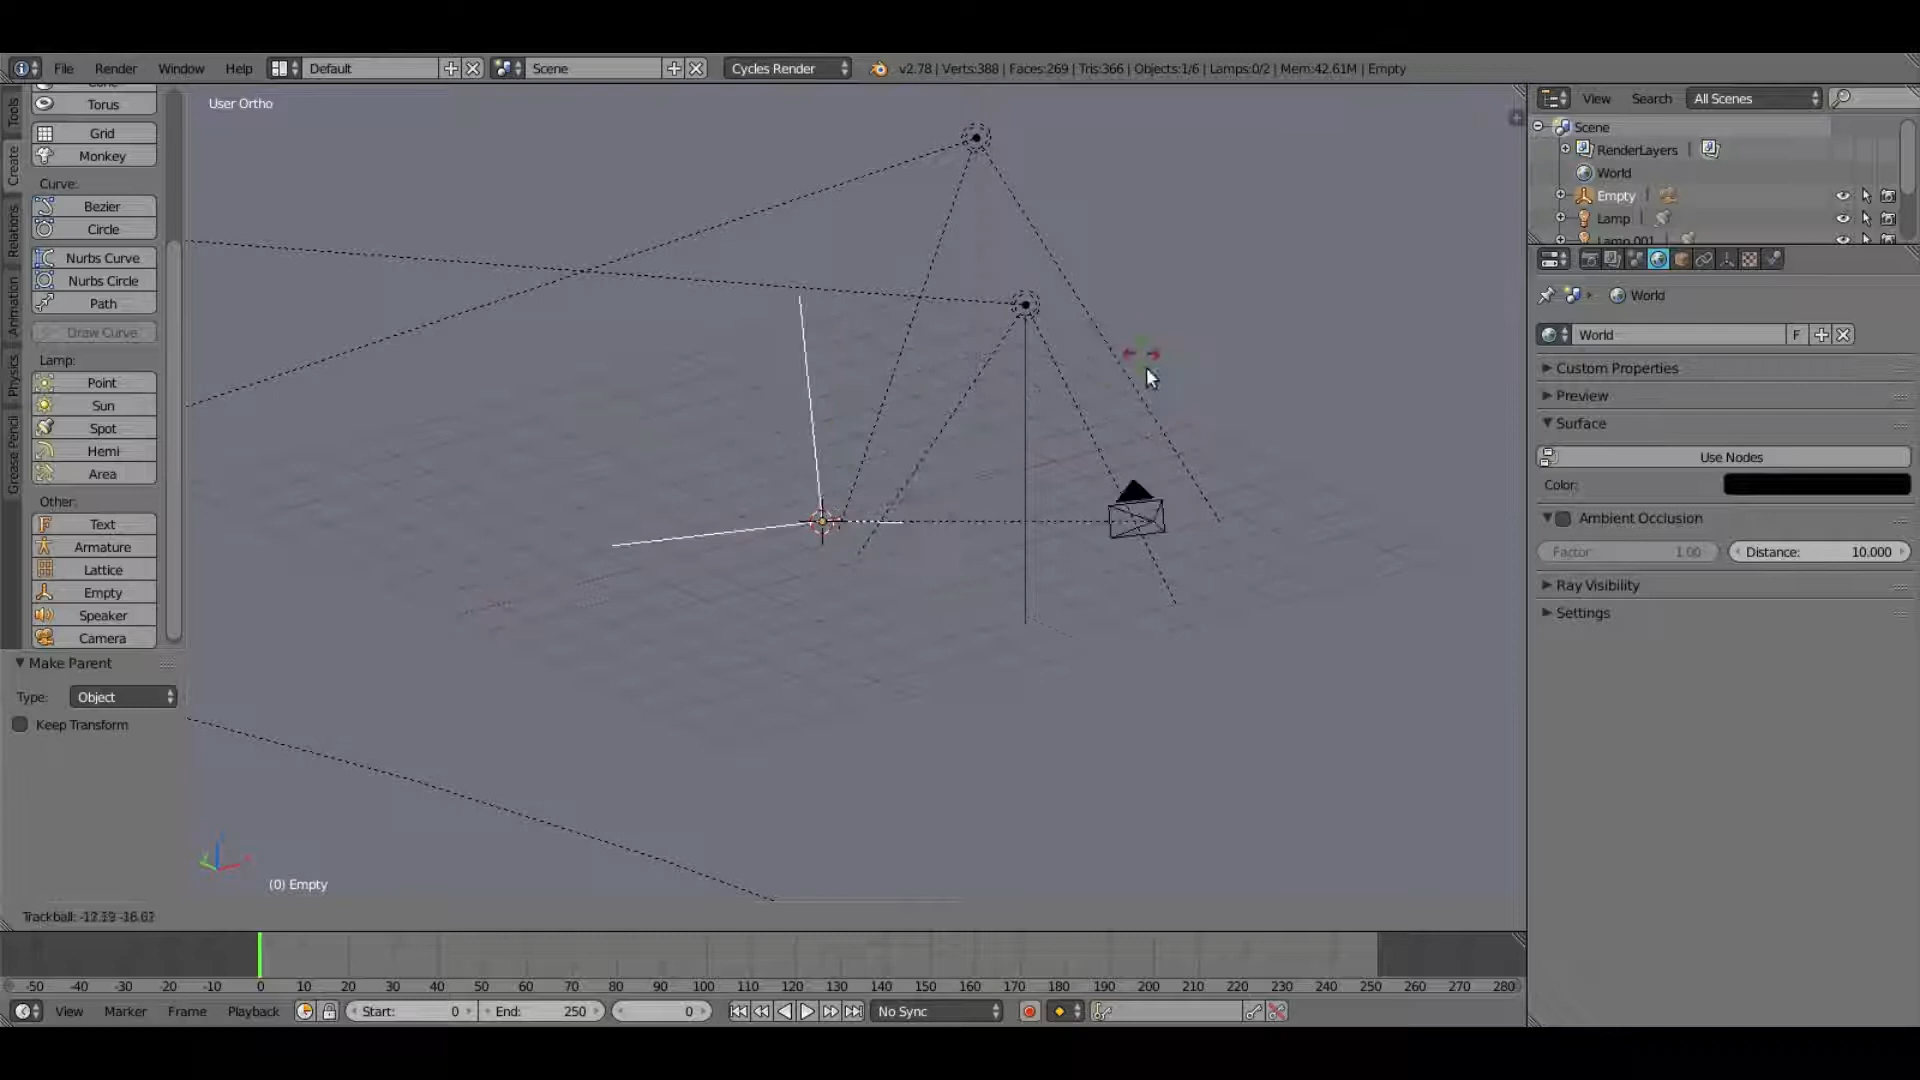 File Render Window Help Default Scene Cycles Render v2.78 | Verts:388 | Faces:269 | Tris:366 | Objects:1/6 | Lamps:0/2 | Mem:42.61M | Empty
User Ortho
Torus
Grid
Monkey
Curve:
Bezier
Circle
Nurbs Curve
Nurbs Circle
Path
Draw Curve
Lamp:
Point
Sun
Spot
Hemi
Area
Other:
Text
Armature
Lattice
Empty
Speaker
Camera
Tools
Create
Relations
Animation
Physics
Grease Pencil
Make Parent
Type: Object
Keep Transform
(0) Empty
View Search All Scenes
Scene
RenderLayers |
World
Empty |
Lamp |
Lamp.001
World
World F
Custom Properties
Preview
Surface
Use Nodes
Color:
Ambient Occlusion
Factor: 1.00 Distance: 10.000
Ray Visibility
Settings
-50 -40 -30 -20 -10 0 10 20 30 40 50 60 70 80 90 100 110 120 130 140 150 160 170 180 190 200 210 220 230 240 250 260 270 280
View Marker Frame Playback Start: 0 End: 250 0 No Sync